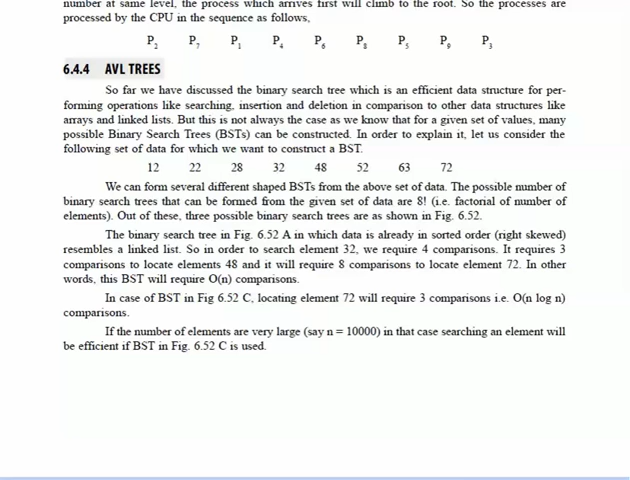 number at same level, the process which arrives first will climb to the root. So the processes are
processed by the CPU in the sequence as follows,
P₂ P₇ P₁ P₄ P₆ P₈ P₅ P₉ P₃
6.4.4 AVL TREES
So far we have discussed the binary search tree which is an efficient data structure for per-
forming operations like searching, insertion and deletion in comparison to other data structures like
arrays and linked lists. But this is not always the case as we know that for a given set of values, many
possible Binary Search Trees (BSTs) can be constructed. In order to explain it, let us consider the
following set of data for which we want to construct a BST.
12 22 28 32 48 52 63 72
We can form several different shaped BSTs from the above set of data. The possible number of
binary search trees that can be formed from the given set of data are 8! (i.e. factorial of number of
elements). Out of these, three possible binary search trees are as shown in Fig. 6.52.
The binary search tree in Fig. 6.52 A in which data is already in sorted order (right skewed)
resembles a linked list. So in order to search element 32, we require 4 comparisons. It requires 3
comparisons to locate elements 48 and it will require 8 comparisons to locate element 72. In other
words, this BST will require O(n) comparisons.
In case of BST in Fig 6.52 C, locating element 72 will require 3 comparisons i.e. O(n log n)
comparisons.
If the number of elements are very large (say n = 10000) in that case searching an element will
be efficient if BST in Fig. 6.52 C is used.